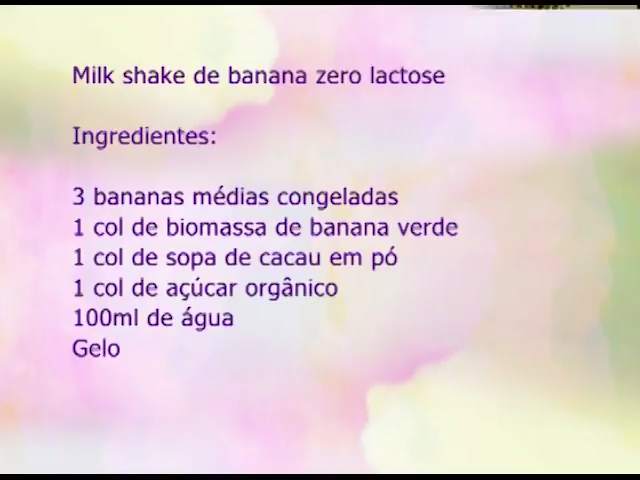 Milk shake de banana zero lactose
Ingredientes:
3 bananas médias congeladas
1 col de biomassa de banana verde
1 col de sopa de cacau em pó
1 col de açúcar orgânico
100ml de água
Gelo